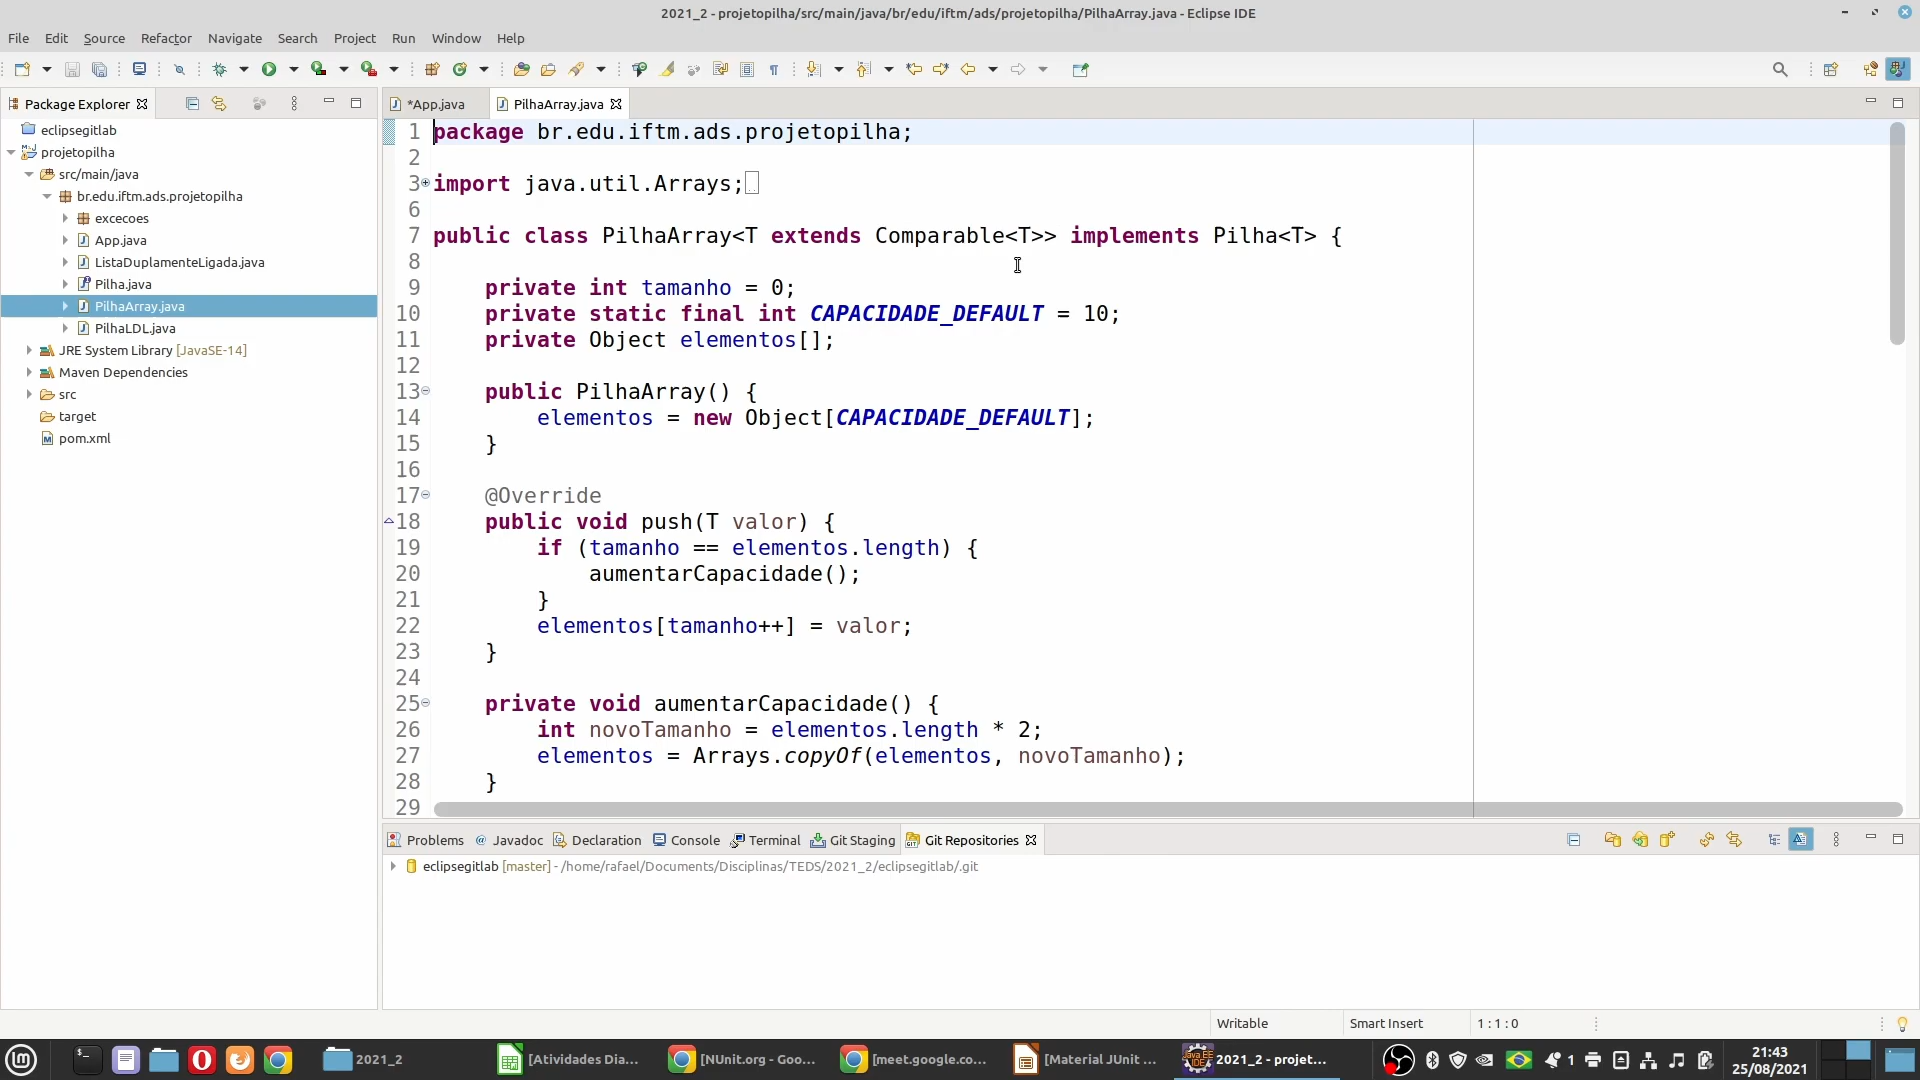 2021_2 - projetopilha/src/main/java/br/edu/iftm/ads/projetopilha/PilhaArray.java - Eclipse IDE
File Edit Source Refactor Navigate Search Project Run Window Help
Package Explorer
*App.java PilhaArray.java
eclipsegitlab
projetopilha
src/main/java
br.edu.iftm.ads.projetopilha
excecoes
App.java
ListaDuplamenteLigada.java
Pilha.java
PilhaArray.java
PilhaLDL.java
JRE System Library [JavaSE-14]
Maven Dependencies
src
target
pom.xml
1 package br.edu.iftm.ads.projetopilha;
2
3 import java.util.Arrays;
6
7 public class PilhaArray<T extends Comparable<T>> implements Pilha<T> {
8
9 private int tamanho = 0;
10 private static final int CAPACIDADE_DEFAULT = 10;
11 private Object elementos[];
12
13 public PilhaArray() {
14 elementos = new Object[CAPACIDADE_DEFAULT];
15 }
16
17 @Override
18 public void push(T valor) {
19 if (tamanho == elementos.length) {
20 aumentarCapacidade();
21 }
22 elementos[tamanho++] = valor;
23 }
24
25 private void aumentarCapacidade() {
26 int novoTamanho = elementos.length * 2;
27 elementos = Arrays.copyOf(elementos, novoTamanho);
28 }
29
Problems Javadoc Declaration Console Terminal Git Staging Git Repositories
eclipsegitlab [master] - /home/rafael/Documents/Disciplinas/TEDS/2021_2/eclipsegitlab/.git
Writable Smart Insert 1 : 1 : 0
2021_2 [Atividades Dia... [NUnit.org - Goo... [meet.google.co... [Material JUnit ... 2021_2 - projet... 1 21:43
25/08/2021